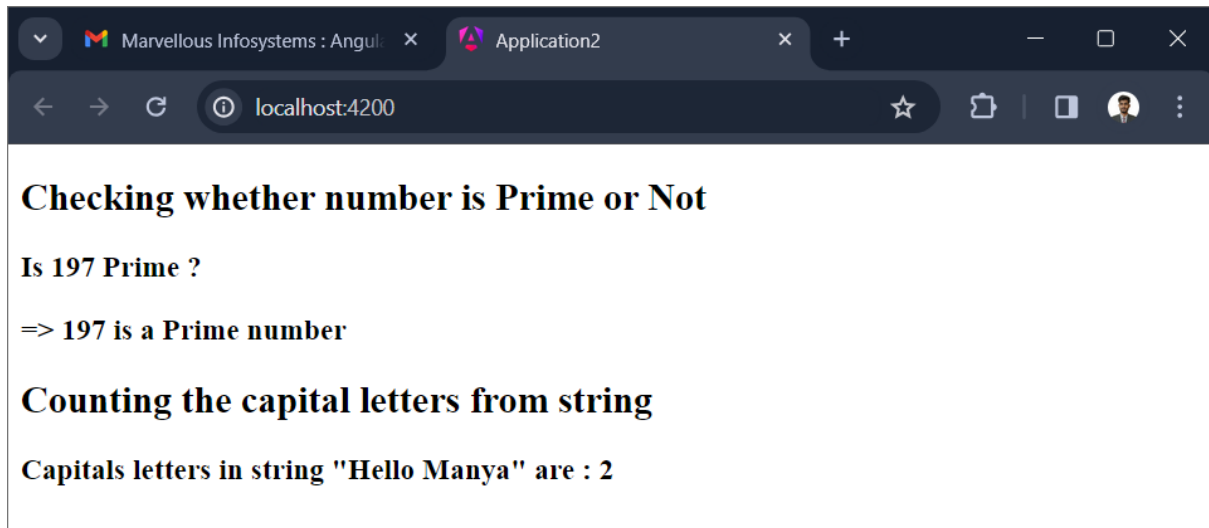 Marvellous Infosystems : Angul
Application2
localhost:4200
Checking whether number is Prime or Not
Is 197 Prime ?
=> 197 is a Prime number
Counting the capital letters from string
Capitals letters in string "Hello Manya" are : 2